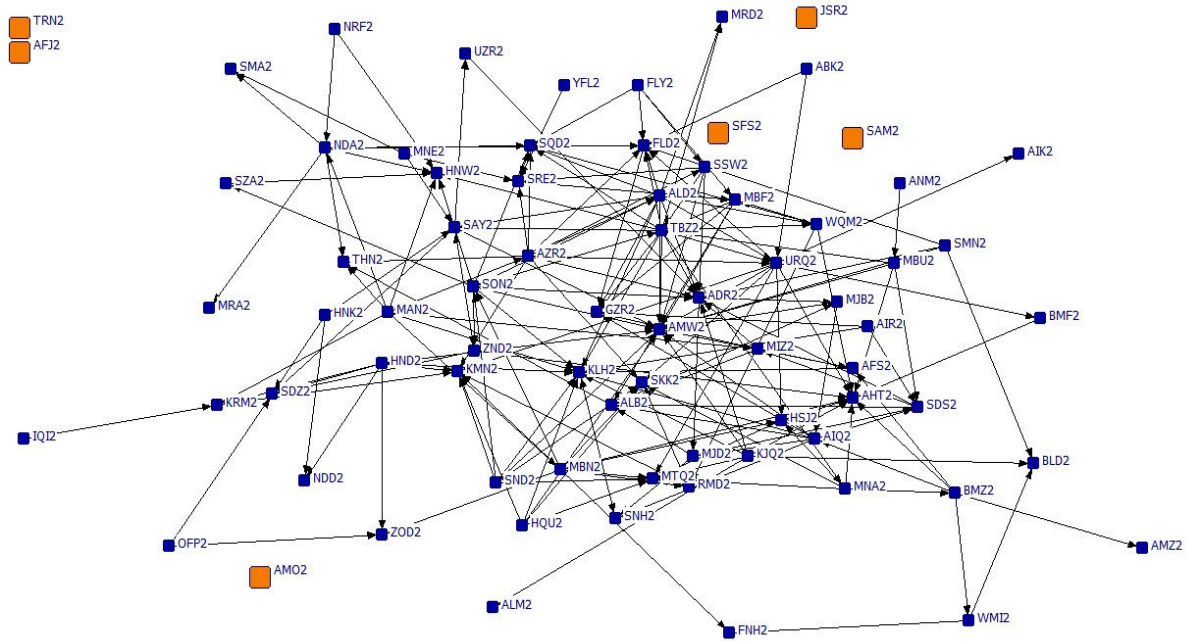 TRN2
AFJ2
NRF2
MRD2
JSR2
UZR2
SMA2
YFL2
FLY2
ABK2
SFS2
SAM2
NDA2
MNE2
SQD2
FLD2
AIK2
SSW2
HNW2
SZA2
SRE2
ANM2
ALD2
MBF2
SAY2
TBZ2
WQM2
SMN2
THN2
AZR2
URQ2
MBU2
SON2
ADR2
MJB2
MRA2
HNK2
MAN2
GZR2
BMF2
AMW2
AIR2
ZND2
MIZ2
HND2
KMN2
KLH2
AFS2
SKK2
SDZ2
AHT2
KRM2
ALB2
SDS2
HSJ2
IQI2
AIQ2
MBN2
MJD2
KJQ2
BLD2
NDD2
SND2
MTQ2
RMD2
MNA2
BMZ2
HQU2
SNH2
OFP2
ZOD2
AMZ2
AMO2
ALM2
WMI2
FNH2